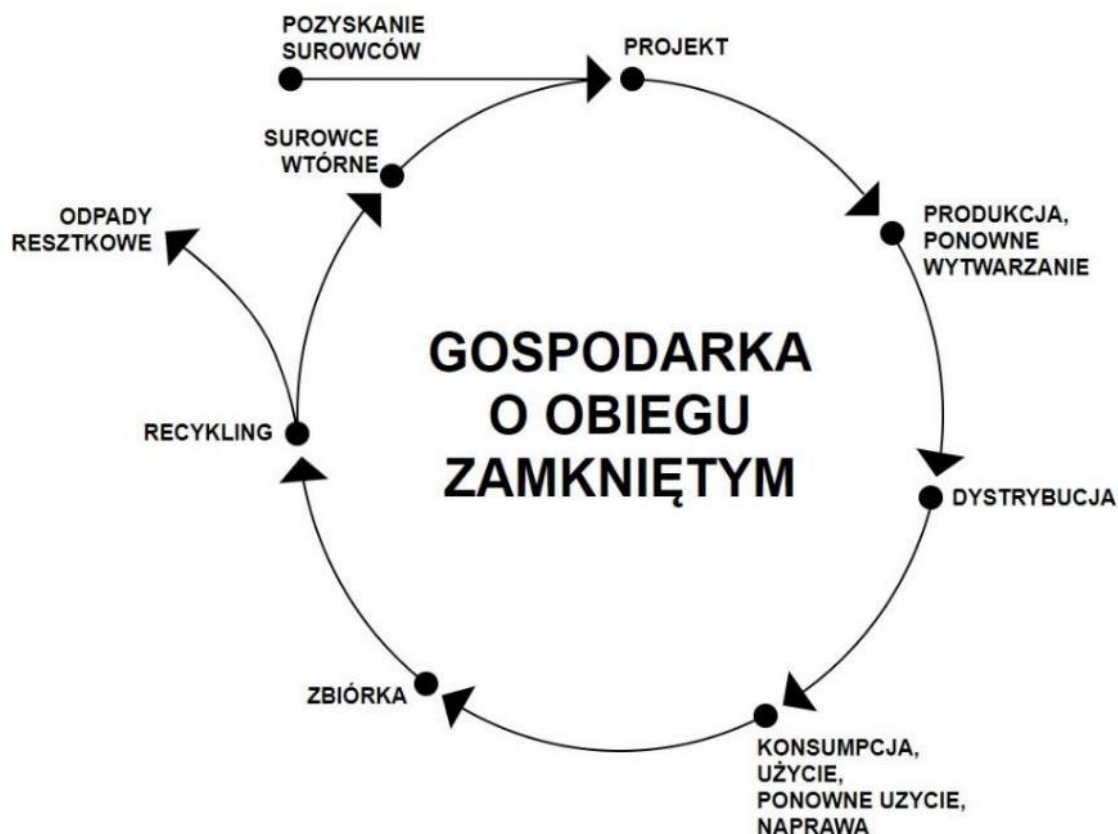 POZYSKANIE
SUROWCÓW
PROJEKT
SUROWCE
WTÓRNE
ODPADY
RESZTKOWE
PRODUKCJA,
PONOWNE
WYTWARZANIE
GOSPODARKA
O OBIEGU
ZAMKNIĘTYM
RECYKLING
DYSTRYBUCJA
ZBIÓRKA
KONSUMPCJA,
UŻYCIE,
PONOWNE UZYCIE,
NAPRAWA